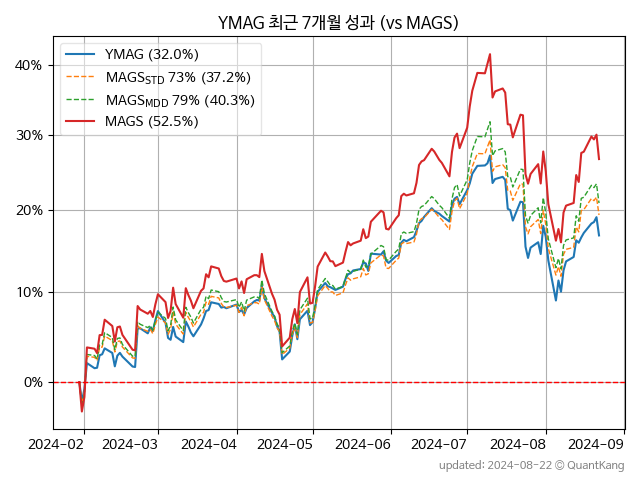 YMAG 최근 7개월 성과 (vs MAGS)
YMAG (32.0%)
MAGS_STD 73% (37.2%)
MAGS_MDD 79% (40.3%)
MAGS (52.5%)
40%
30%
20%
10%
0%
2024-02 2024-03 2024-04 2024-05 2024-06 2024-07 2024-08 2024-09
updated: 2024-08-22 © QuantKang